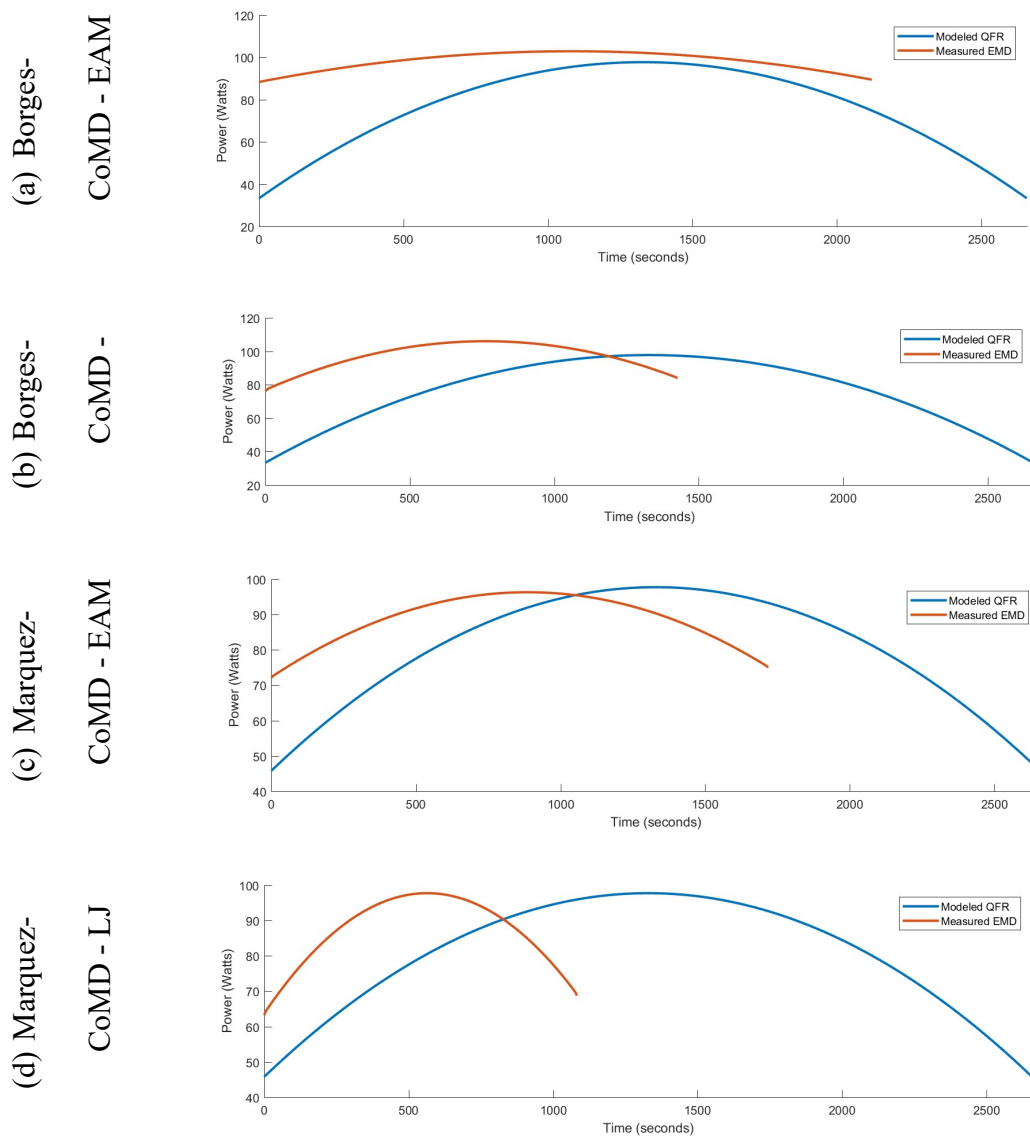 (a) Borges-
CoMD - EAM
Power (Watts)
120
100
80
60
40
20
0 500 1000 1500 2000 2500
Time (seconds)
Modeled QFR
Measured EMD
(b) Borges-
CoMD -
Power (Watts)
120
100
80
60
40
20
0 500 1000 1500 2000 2500
Time (seconds)
Modeled QFR
Measured EMD
(c) Marquez-
CoMD - EAM
Power (Watts)
100
90
80
70
60
50
40
0 500 1000 1500 2000 2500
Time (seconds)
Modeled QFR
Measured EMD
(d) Marquez-
CoMD - LJ
Power (Watts)
100
90
80
70
60
50
40
0 500 1000 1500 2000 2500
Time (seconds)
Modeled QFR
Measured EMD